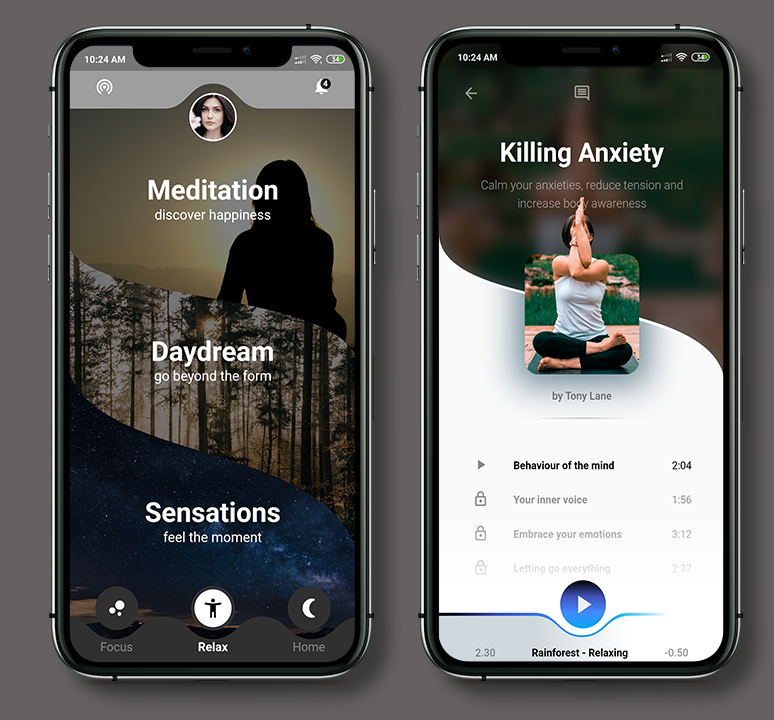 10:24 AM
34
4
Meditation
discover happiness
Daydream
go beyond the form
Sensations
feel the moment
Focus
Relax
Home
10:24 AM
34
Killing Anxiety
Calm your anxieties, reduce tension and
increase body awareness
by Tony Lane
Behaviour of the mind 2:04
Your inner voice 1:56
Embrace your emotions 3:12
Letting go everything 2:37
2.30 Rainforest - Relaxing -0.50